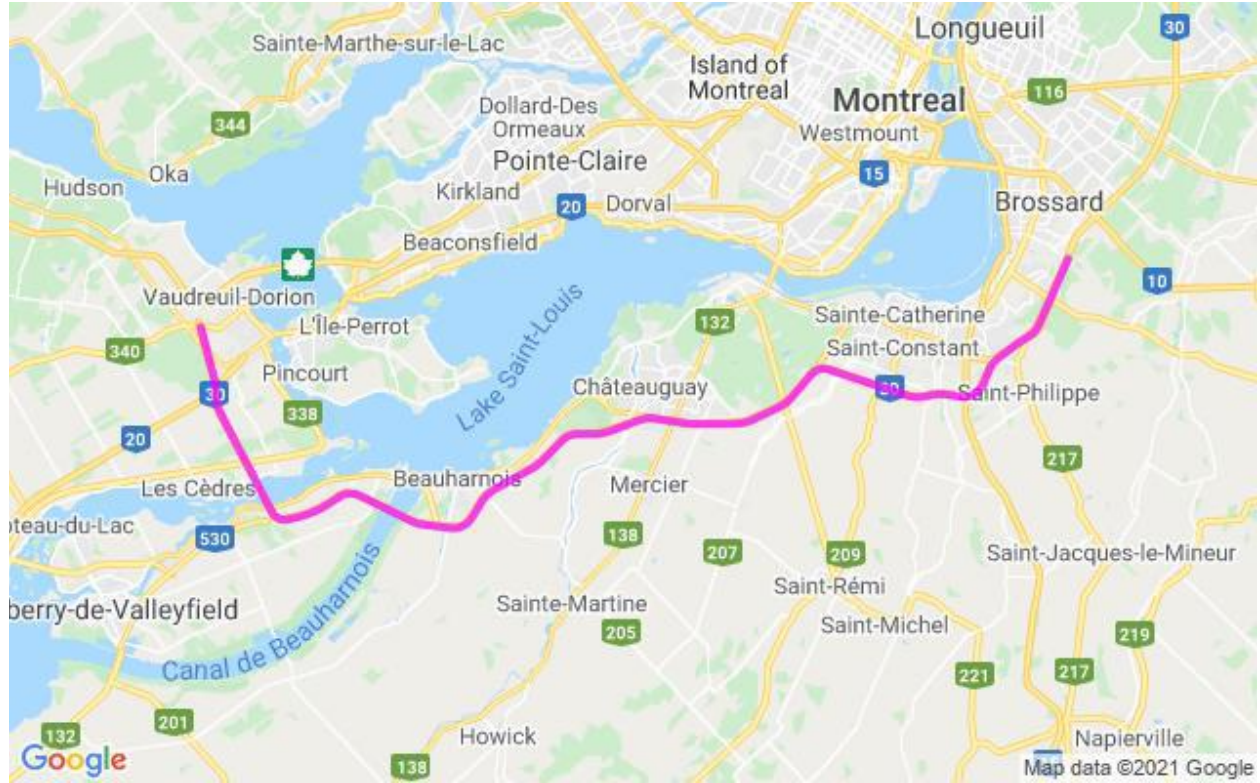 Longueuil
30
Sainte-Marthe-sur-le-Lac
Island of
Montreal
Montreal
116
Dollard-Des
Ormeaux
344
Westmount
Pointe-Claire
Oka
15
Hudson
Kirkland
20
Dorval
Brossard
Beaconsfield
10
Vaudreuil-Dorion
L'Île-Perrot
132
Sainte-Catherine
340
Saint-Constant
Pincourt
Lake Saint-Louis
Châteauguay
30
30
Saint-Philippe
338
20
217
Beauharnois
Les Cèdres
Mercier
oteau-du-Lac
530
138
207
209
Saint-Jacques-le-Mineur
Saint-Rémi
berry-de-Valleyfield
Sainte-Martine
205
Saint-Michel
219
Canal de Beauharnois
221
217
201
132
Howick
Napierville
138
Google
Map data ©2021 Google